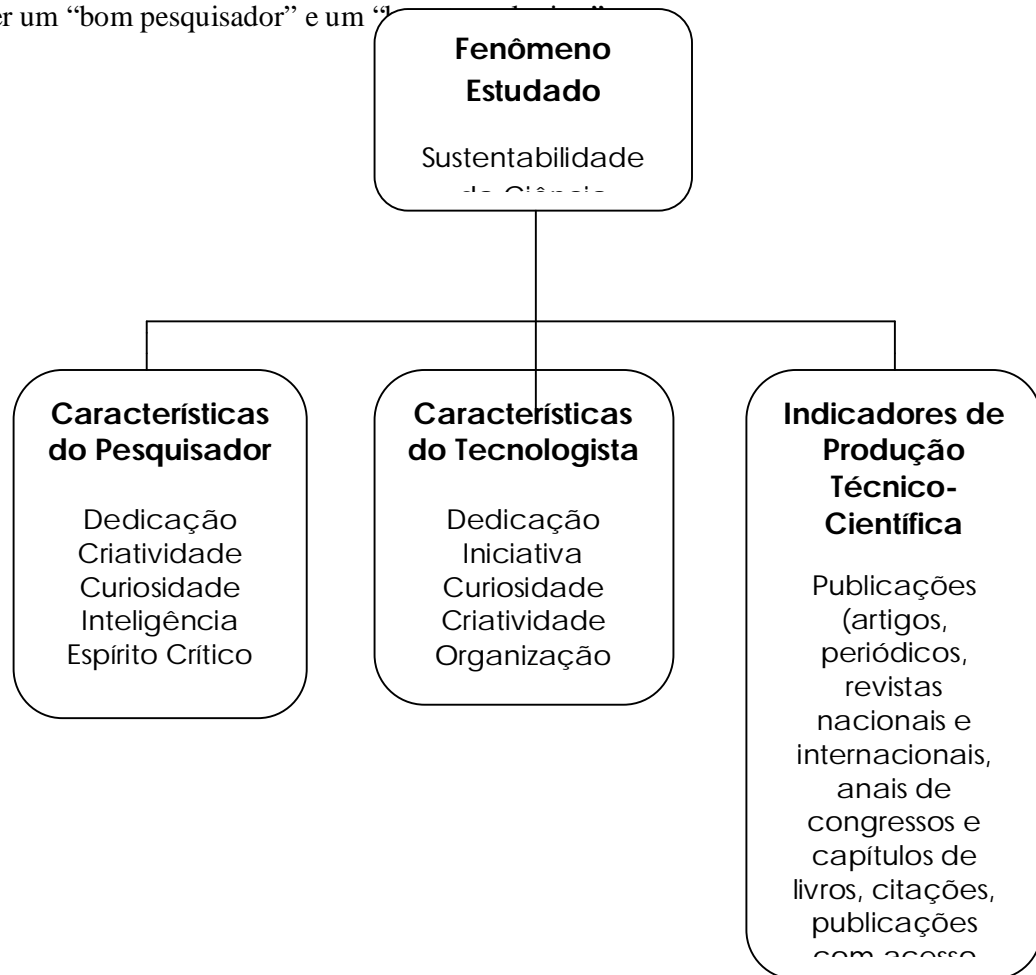 er um “bom pesquisador” e um “
Fenômeno
Estudado
Sustentabilidade
Características
do Pesquisador
Dedicação
Criatividade
Curiosidade
Inteligência
Espírito Crítico
Características
do Tecnologista
Dedicação
Iniciativa
Curiosidade
Criatividade
Organização
Indicadores de
Produção
Técnico-
Científica
Publicações
(artigos,
periódicos,
revistas
nacionais e
internacionais,
anais de
congressos e
capítulos de
livros, citações,
publicações
com acesso